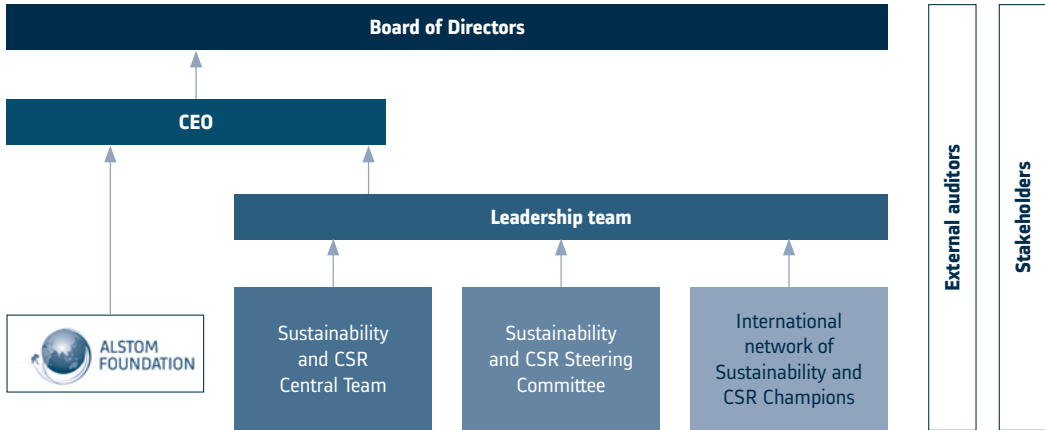 Board of Directors
CEO
Leadership team
ALSTOM
FOUNDATION
Sustainability
and CSR
Central Team
Sustainability
and CSR Steering
Committee
International
network of
Sustainability and
CSR Champions
External auditors
Stakeholders